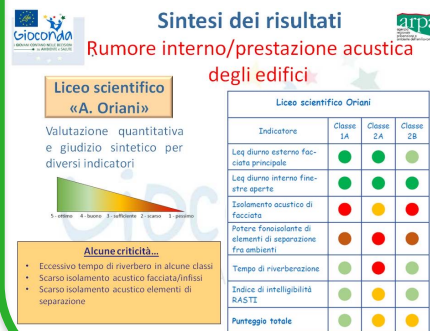 Gioconda
Sintesi dei risultati
arpa
Rumore interno/prestazione acustica
degli edifici
Liceo scientifico
«A. Oriani»
Valutazione quantitativa
e giudizio sintetico per
diversi indicatori
5 - ottimo 4 - buono 3 - sufficiente 2 - scarso 1 - pessimo
Alcune criticità...
• Eccessivo tempo di riverbero in alcune classi
• Scarso isolamento acustico facciata/infissi
• Scarso isolamento acustico elementi di
separazione
Liceo scientifico Oriani
Indicatore
Classe
1A
Classe
2A
Classe
2B
Leq diurno esterno fac-
ciata principale
Leq diurno interno fine-
stre aperte
Isolamento acustico di
facciata
Potere fonoisolante di
elementi di separazione
fra ambienti
Tempo di riverberazione
Indice di intelligibilità
RASTI
Punteggio totale